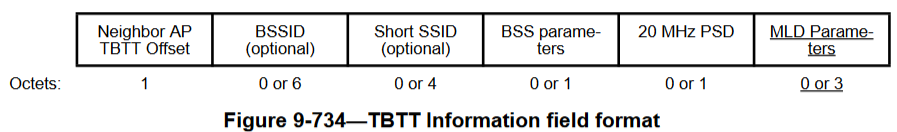 Neighbor AP TBTT Offset
BSSID (optional)
Short SSID (optional)
BSS parame-
ters
20 MHz PSD
MLD Parame-
ters
Octets: 1 0 or 6 0 or 4 0 or 1 0 or 1 0 or 3
Figure 9-734—TBTT Information field format